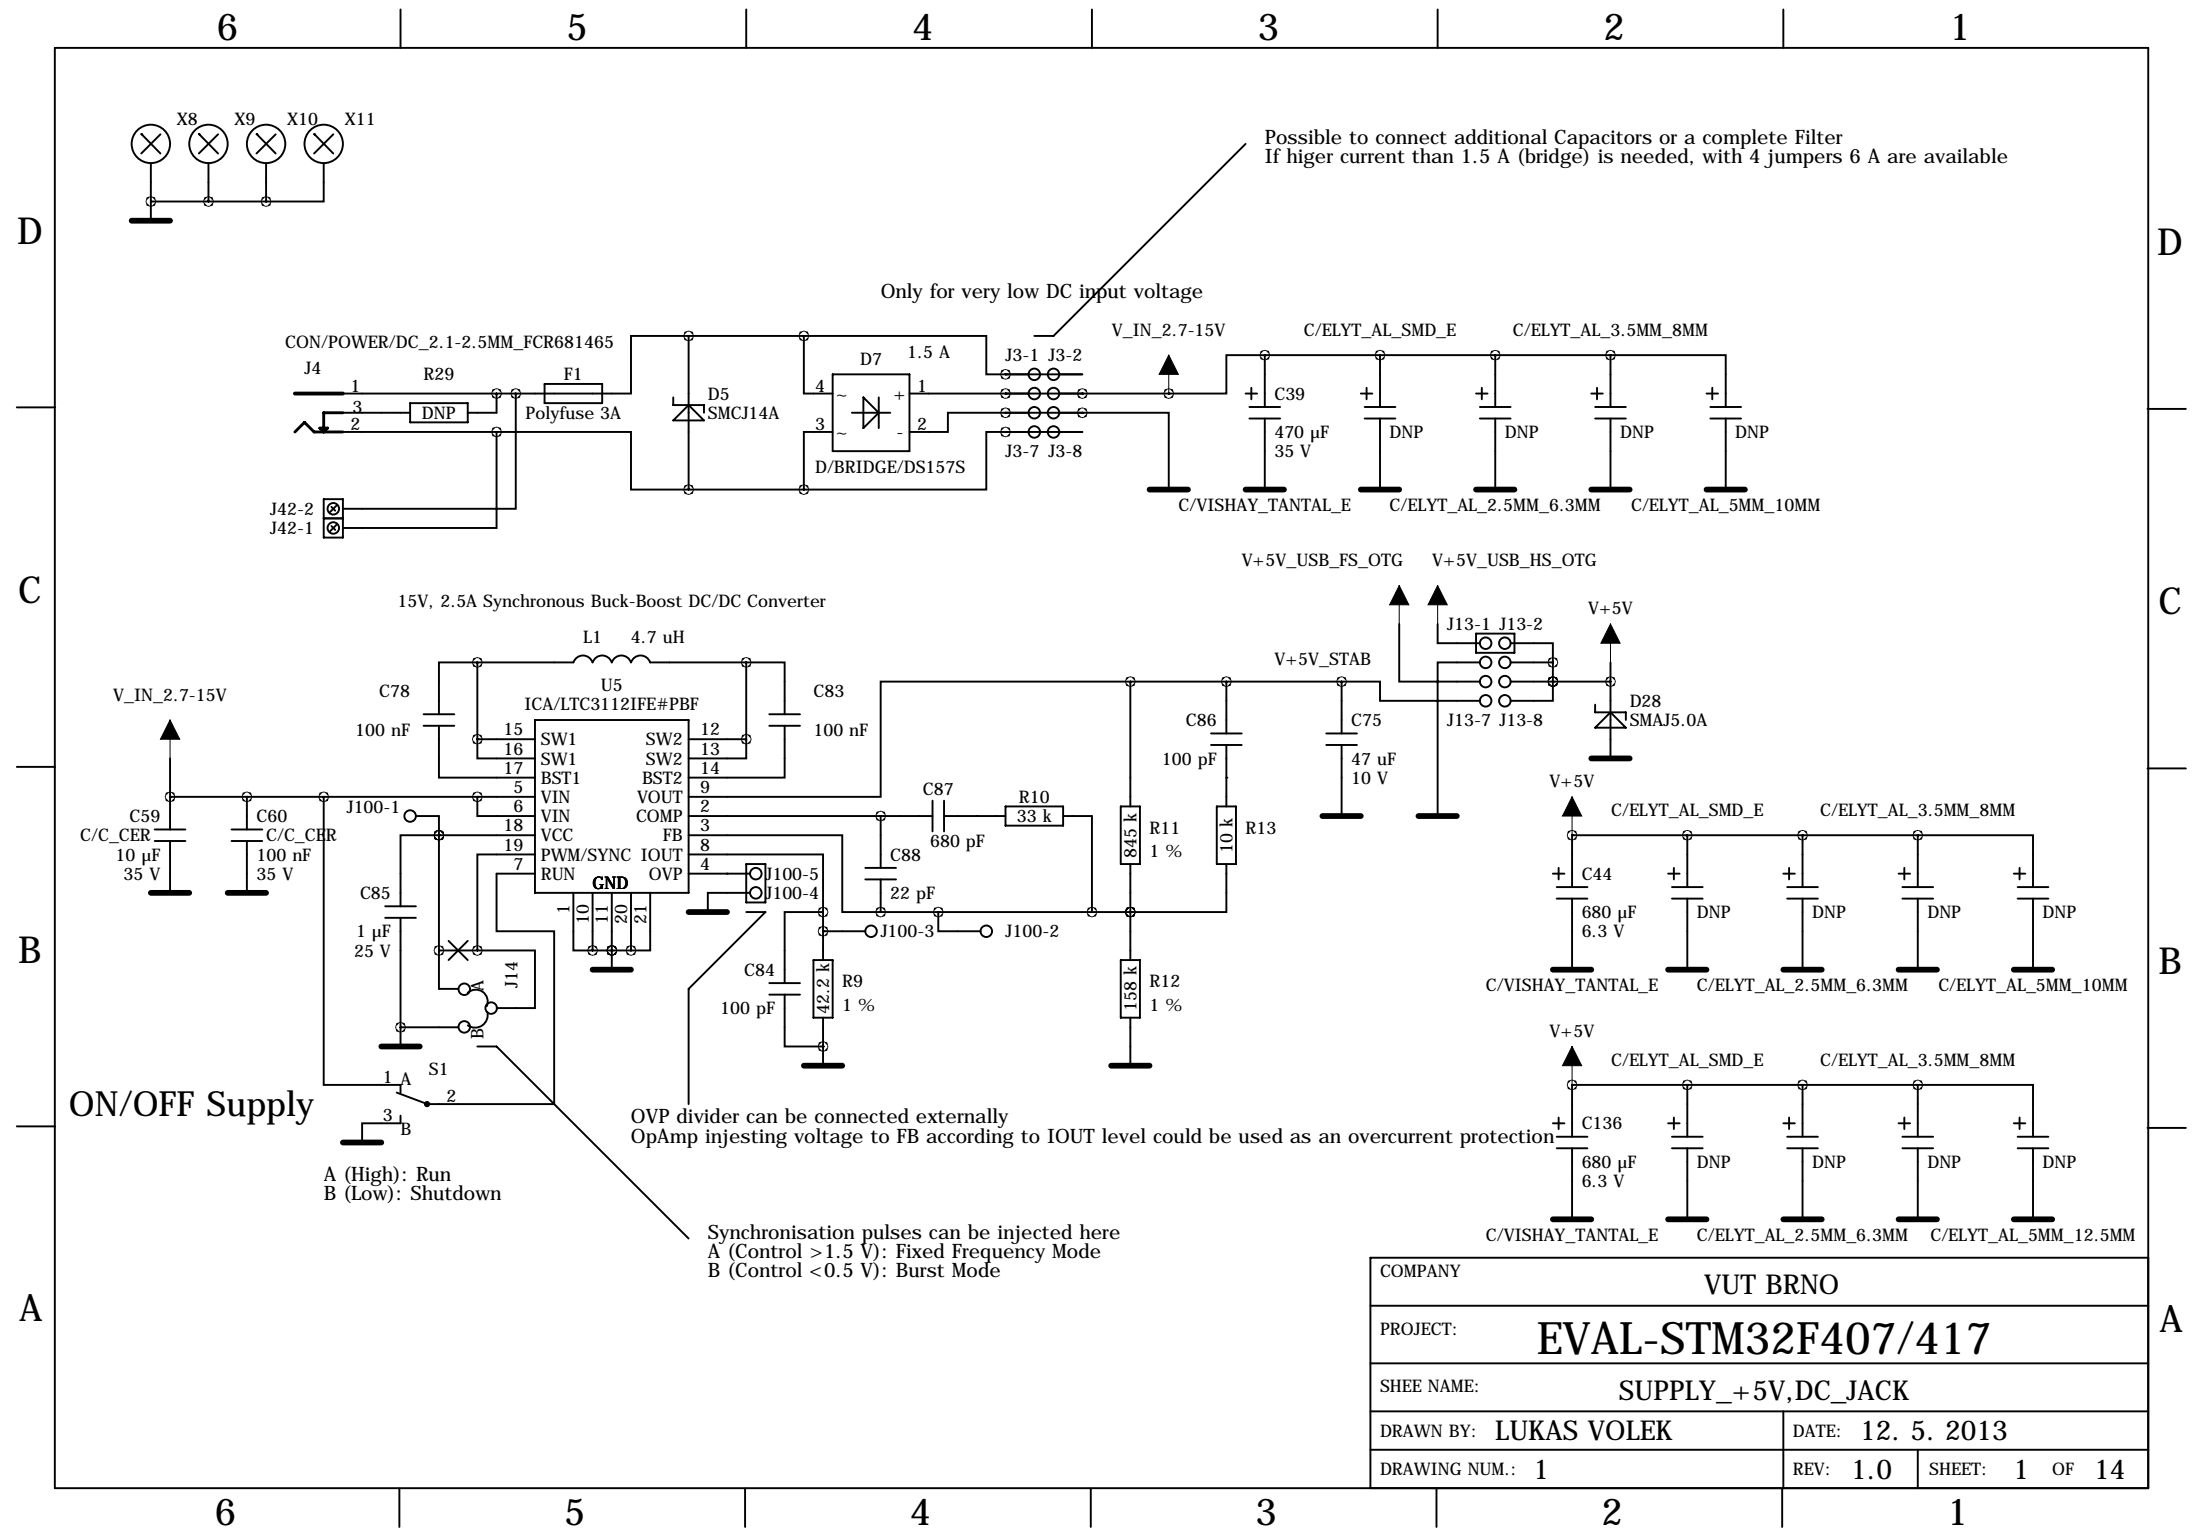 6 5 4 3 2 1
D
D
C
C
B
B
A
A
6 5 4 3 2 1
X8 X9 X10 X11
Possible to connect additional Capacitors or a complete Filter
If higer current than 1.5 A (bridge) is needed, with 4 jumpers 6 A are available
Only for very low DC input voltage
CON/POWER/DC_2.1-2.5MM_FCR681465
J4
1
3
2
R29
DNP
F1
Polyfuse 3A
D5
SMCJ14A
D7
1.5 A
4 ~ + 1
3 ~ - 2
D/BRIDGE/DS157S
J3-1 J3-2
J3-7 J3-8
J42-2
J42-1
V_IN_2.7-15V
C/ELYT_AL_SMD_E
C/ELYT_AL_3.5MM_8MM
+ C39
470 µF
35 V
+ DNP
+ DNP
+ DNP
+ DNP
C/VISHAY_TANTAL_E
C/ELYT_AL_2.5MM_6.3MM
C/ELYT_AL_5MM_10MM
15V, 2.5A Synchronous Buck-Boost DC/DC Converter
L1 4.7 uH
C78
100 nF
U5
ICA/LTC3112IFE#PBF
C83
100 nF
15 SW1 SW2 12
16 SW1 SW2 13
17 BST1 BST2 14
5 VIN VOUT 9
6 VIN COMP 2
18 VCC FB 3
19 PWM/SYNC IOUT 8
7 RUN OVP 4
GND
1 10 11 20 21
V_IN_2.7-15V
C59
C/C_CER
10 µF
35 V
C60
C/C_CER
100 nF
35 V
J100-1
C85
1 µF
25 V
J14
A
B
S1
1 A
2
3 B
ON/OFF Supply
A (High): Run
B (Low): Shutdown
J100-5
J100-4
C87
680 pF
R10
33 k
C88
22 pF
J100-3
J100-2
C84
100 pF
R9
42.2 k
1 %
R11
845 k
1 %
R12
158 k
1 %
C86
100 pF
R13
10 k
C75
47 uF
10 V
V+5V_STAB
V+5V_USB_FS_OTG
V+5V_USB_HS_OTG
J13-1 J13-2
J13-7 J13-8
V+5V
D28
SMAJ5.0A
V+5V
C/ELYT_AL_SMD_E
C/ELYT_AL_3.5MM_8MM
+ C44
680 µF
6.3 V
+ DNP
+ DNP
+ DNP
+ DNP
C/VISHAY_TANTAL_E
C/ELYT_AL_2.5MM_6.3MM
C/ELYT_AL_5MM_10MM
V+5V
C/ELYT_AL_SMD_E
C/ELYT_AL_3.5MM_8MM
+ C136
680 µF
6.3 V
+ DNP
+ DNP
+ DNP
+ DNP
C/VISHAY_TANTAL_E
C/ELYT_AL_2.5MM_6.3MM
C/ELYT_AL_5MM_12.5MM
OVP divider can be connected externally
OpAmp injesting voltage to FB according to IOUT level could be used as an overcurrent protection
Synchronisation pulses can be injected here
A (Control >1.5 V): Fixed Frequency Mode
B (Control <0.5 V): Burst Mode
COMPANY VUT BRNO
PROJECT: EVAL-STM32F407/417
SHEE NAME: SUPPLY_+5V,DC_JACK
DRAWN BY: LUKAS VOLEK DATE: 12. 5. 2013
DRAWING NUM.: 1 REV: 1.0 SHEET: 1 OF 14